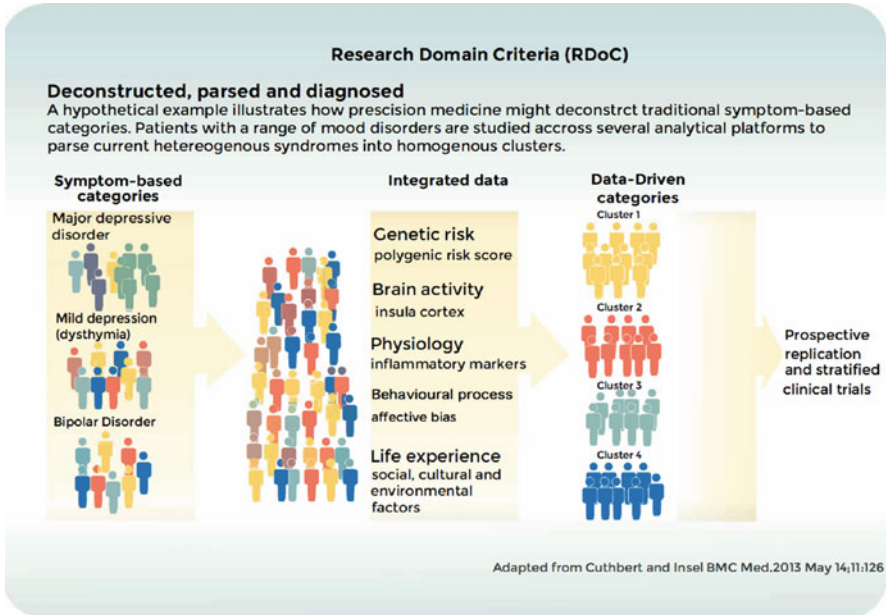 Research Domain Criteria (RDoC)
Deconstructed, parsed and diagnosed
A hypothetical example illustrates how prescision medicine might deconstrct traditional symptom-based
categories. Patients with a range of mood disorders are studied accross several analytical platforms to
parse current hetereogenous syndromes into homogenous clusters.
Symptom-based
categories
Major depressive
disorder
Mild depression
(dysthymia)
Bipolar Disorder
Integrated data
Genetic risk
polygenic risk score
Brain activity
insula cortex
Physiology
inflammatory markers
Behavioural process
affective bias
Life experience
social, cultural and
environmental
factors
Data-Driven
categories
Cluster 1
Cluster 2
Cluster 3
Cluster 4
Prospective
replication
and stratified
clinical trials
Adapted from Cuthbert and Insel BMC Med.2013 May 14;11:126